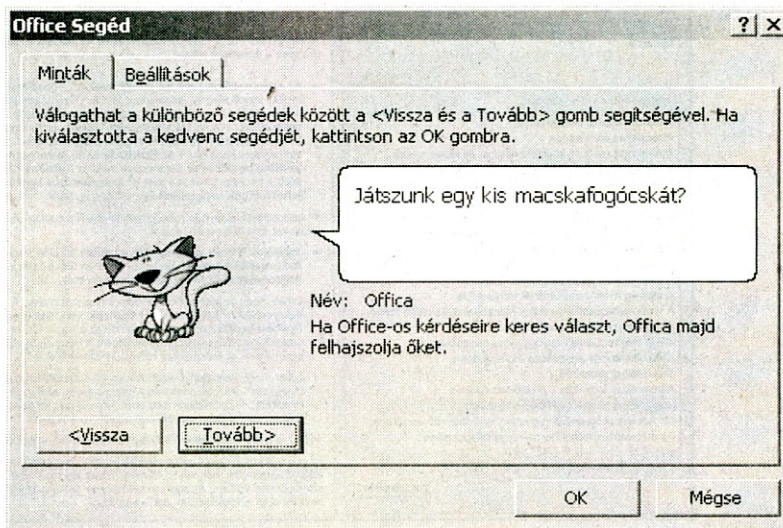 Office Segéd
? X
Minták
Beállítások
Válogathat a különböző segédek között a <Vissza és a Tovább> gomb segítségével. Ha
kiválasztotta a kedvenc segédjét, kattintson az OK gombra.
Játszunk egy kis macskafogócskát?
Név: Offica
Ha Office-os kérdéseire keres választ, Offica majd
felhajszolja őket.
<Vissza
Tovább>
OK
Mégse